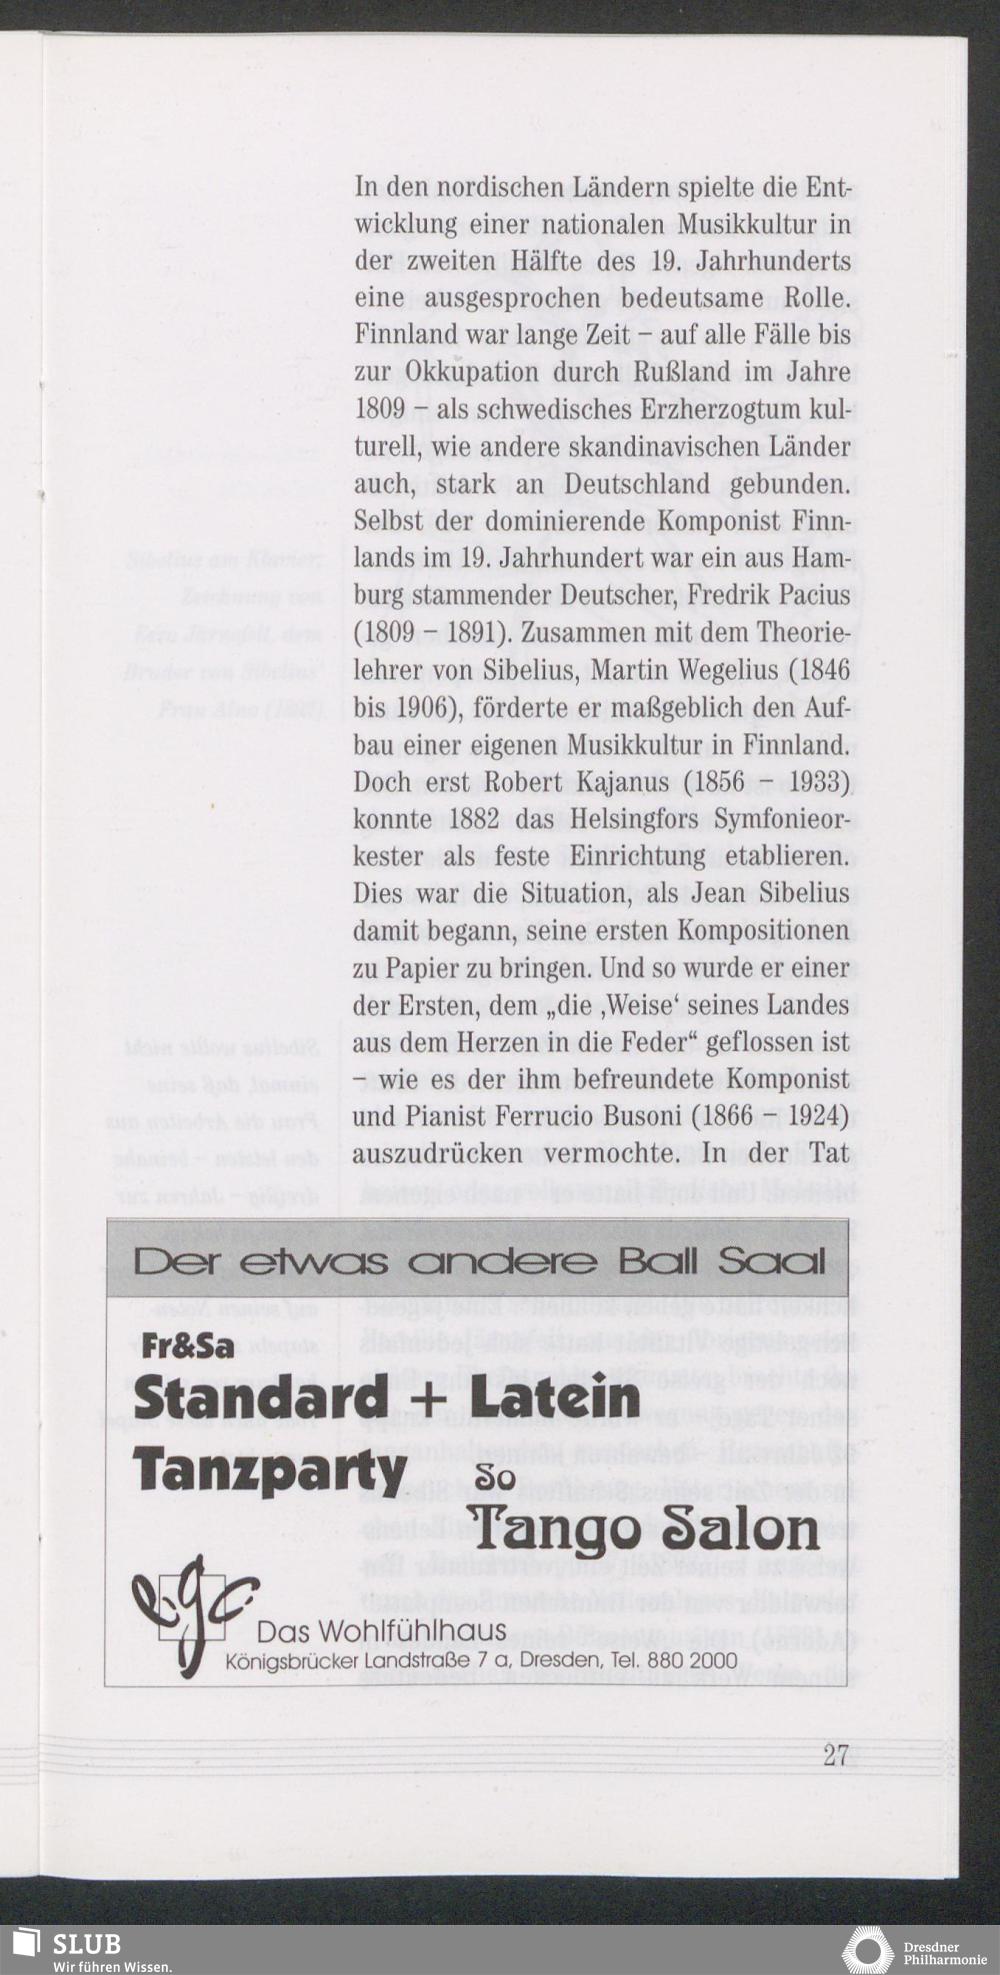 In den nordischen Ländern spielte die Ent-
wicklung einer nationalen Musikkultur in
der zweiten Hälfte des 19. Jahrhunderts
eine ausgesprochen bedeutsame Rolle.
Finnland war lange Zeit – auf alle Fälle bis
zur Okkupation durch Rußland im Jahre
1809 – als schwedisches Erzherzogtum kul-
turell, wie andere skandinavischen Länder
auch, stark an Deutschland gebunden.
Selbst der dominierende Komponist Finn-
lands im 19. Jahrhundert war ein aus Ham-
burg stammender Deutscher, Fredrik Pacius
(1809 – 1891). Zusammen mit dem Theorie-
lehrer von Sibelius, Martin Wegelius (1846
bis 1906), förderte er maßgeblich den Auf-
bau einer eigenen Musikkultur in Finnland.
Doch erst Robert Kajanus (1856 – 1933)
konnte 1882 das Helsingfors Symfonieor-
kester als feste Einrichtung etablieren.
Dies war die Situation, als Jean Sibelius
damit begann, seine ersten Kompositionen
zu Papier zu bringen. Und so wurde er einer
der Ersten, dem „die ‚Weise‘ seines Landes
aus dem Herzen in die Feder“ geflossen ist
– wie es der ihm befreundete Komponist
und Pianist Ferrucio Busoni (1866 – 1924)
auszudrücken vermochte. In der Tat
Der etwas andere Ball Saal
Fr&Sa
Standard + Latein
Tanzparty
So
Tango Salon
e.g.c.
Das Wohlfühlhaus
Königsbrücker Landstraße 7 a, Dresden, Tel. 880 2000
27
SLUB
Wir führen Wissen.
Dresdner
Philharmonie